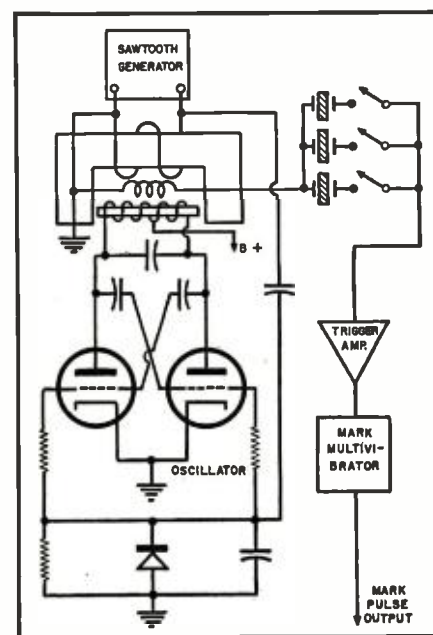 SAWTOOTH
GENERATOR
B +
OSCILLATOR
TRIGGER
AMP.
MARK
MULTIVI-
BRATOR
MARK
PULSE
OUTPUT